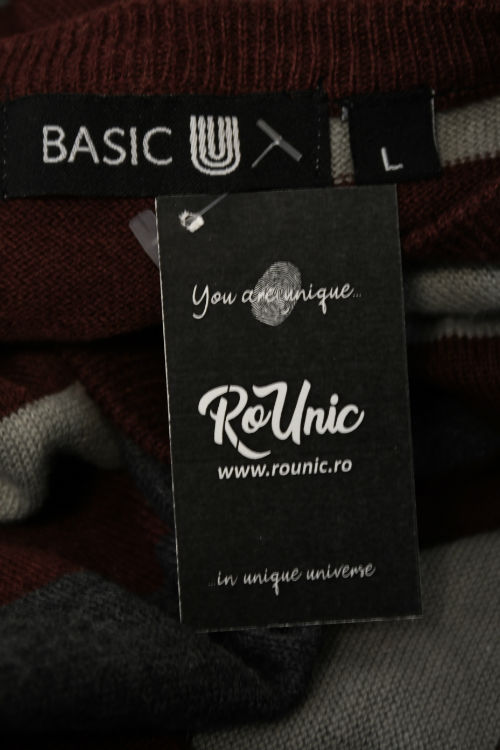 BASIC U
L
You are unique...
RoUnic
www.rounic.ro
...in unique universe